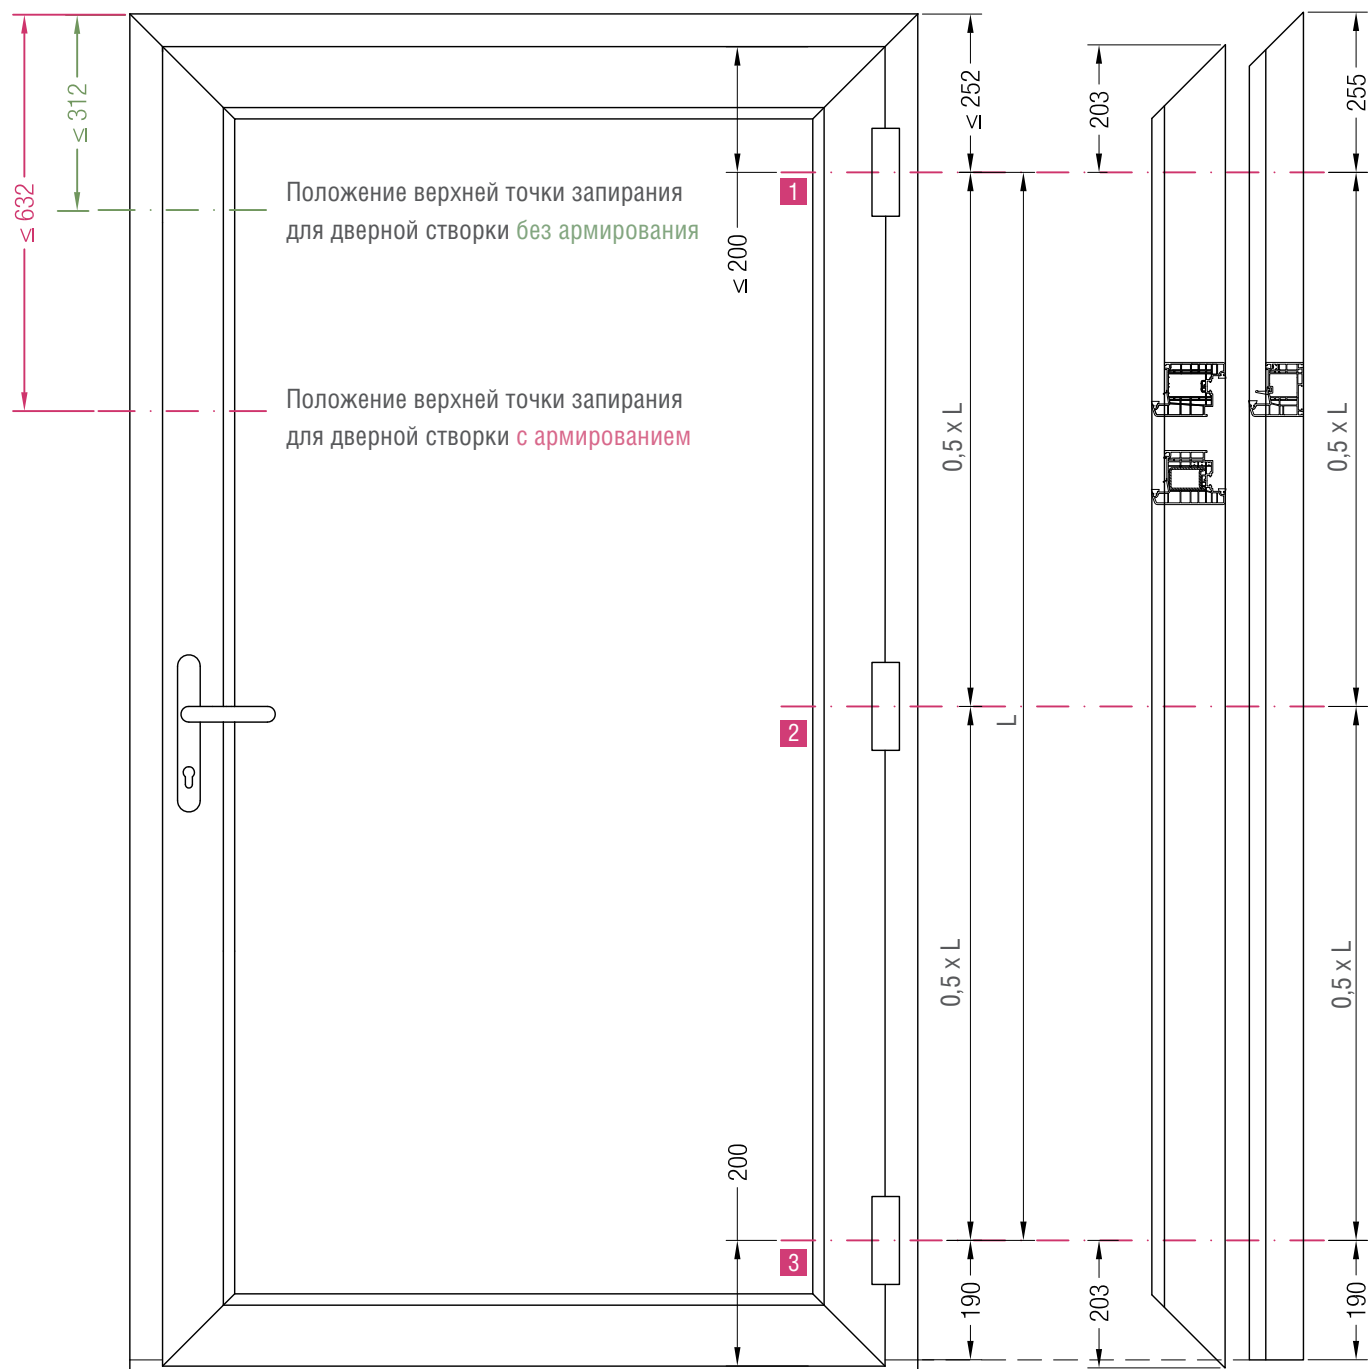 ≤ 632
≤ 312
Положение верхней точки запирания
для дверной створки без армирования
Положение верхней точки запирания
для дверной створки с армированием
≤ 200
≤ 252
203
255
1
0,5 x L
0,5 x L
L
2
0,5 x L
0,5 x L
200
3
190
203
190